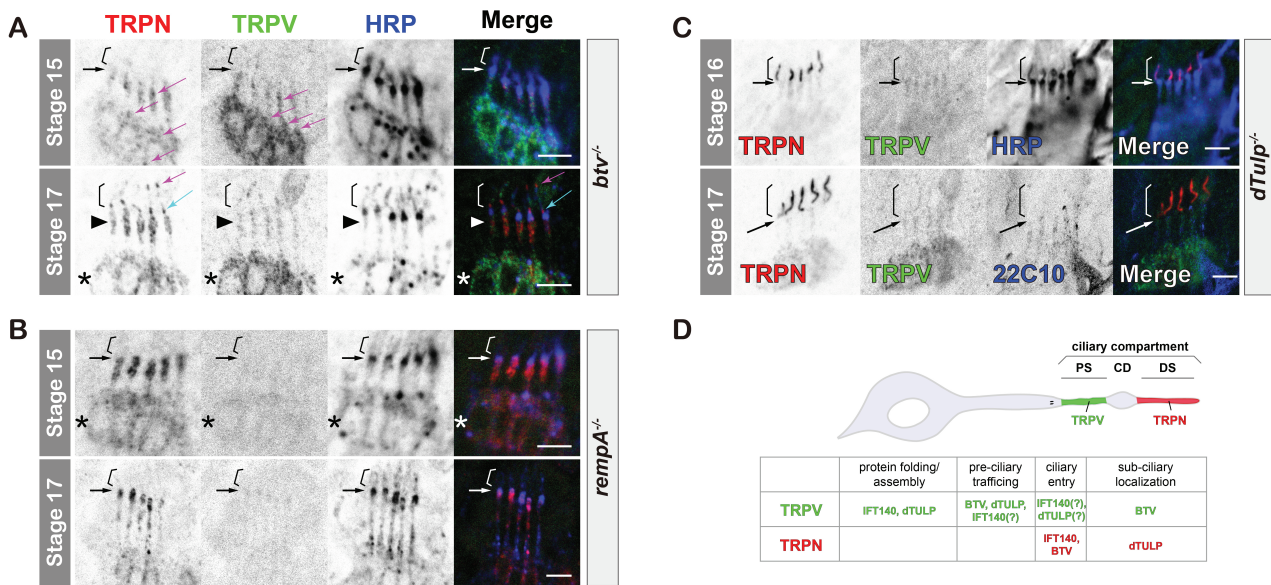 A
TRPN TRPV HRP Merge
Stage 15
Stage 17
*
*
*
*
btv-/-
B
Stage 15
*
*
*
*
Stage 17
rempA-/-
C
Stage 16
TRPN TRPV HRP Merge
Stage 17
TRPN TRPV 22C10 Merge
dTulp-/-
D
ciliary compartment
PS CD DS
TRPV TRPN
protein folding/
assembly
pre-ciliary
trafficing
ciliary
entry
sub-ciliary
localization
TRPV
IFT140, dTULP
BTV, dTULP,
IFT140(?)
IFT140(?),
dTULP(?)
BTV
TRPN
IFT140,
BTV
dTULP